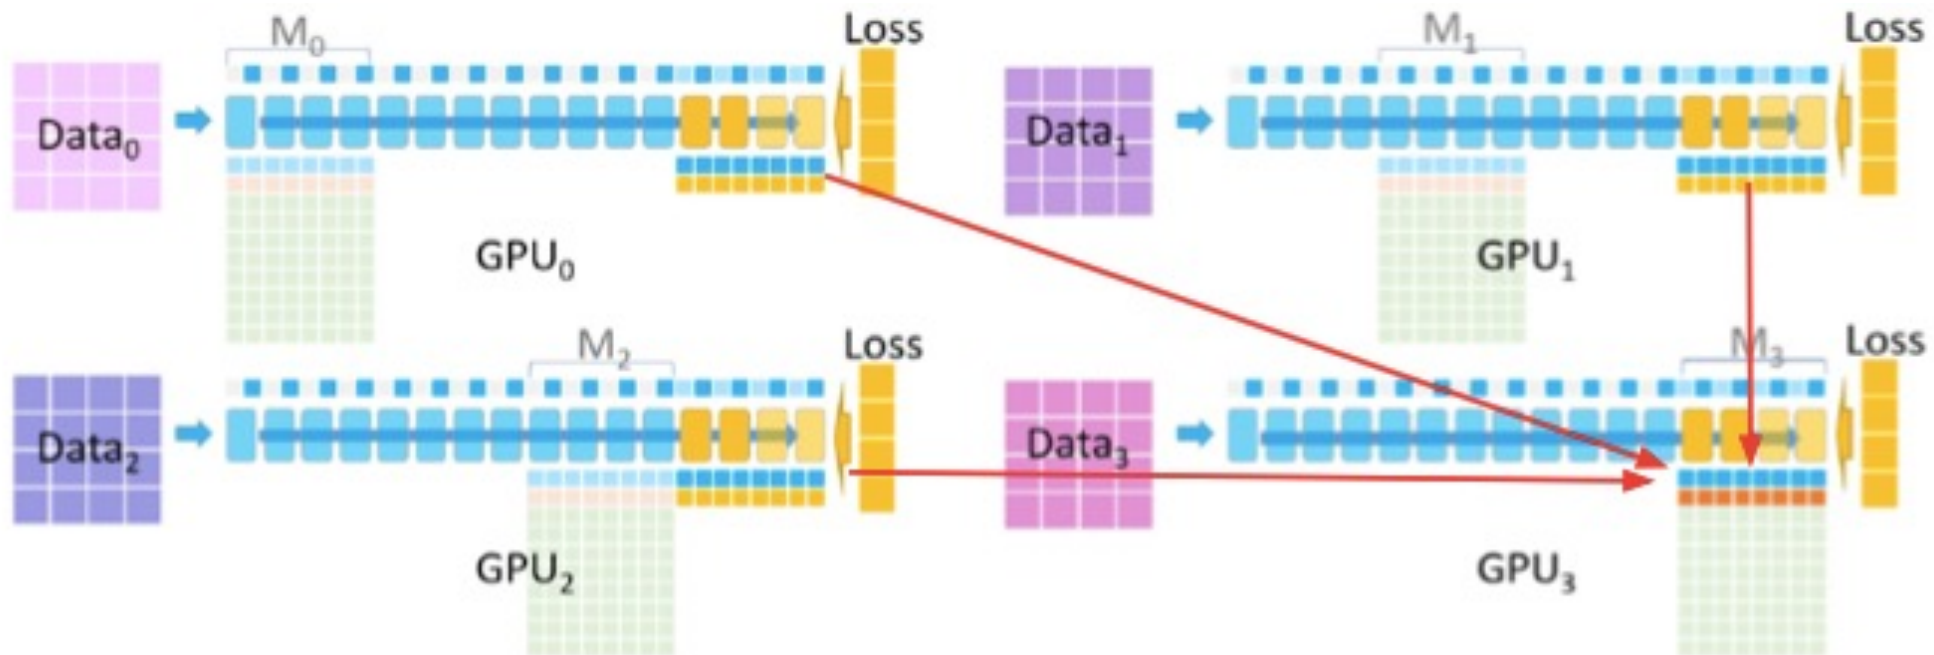 M₀
Loss
Data₀
GPU₀
M₁
Loss
Data₁
GPU₁
M₂
Loss
Data₂
GPU₂
M₃
Loss
Data₃
GPU₃